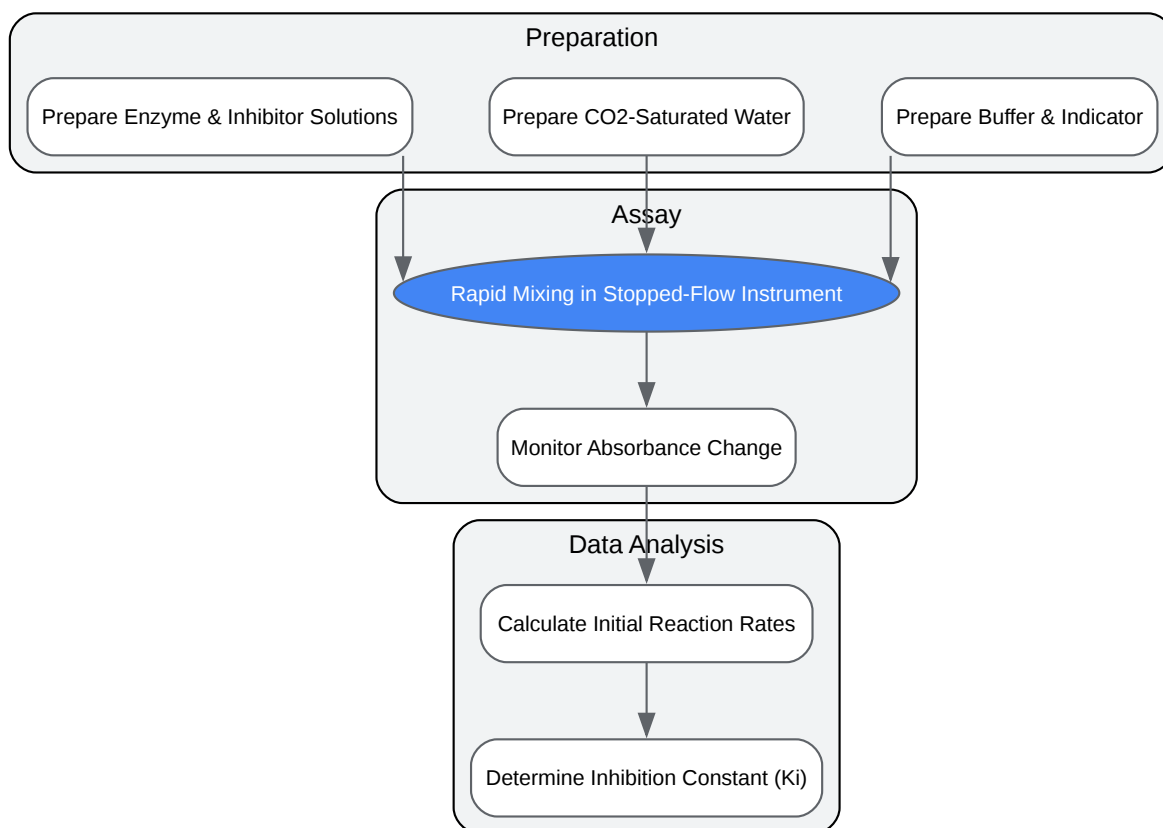 Preparation
Prepare Enzyme & Inhibitor Solutions
Prepare CO2-Saturated Water
Prepare Buffer & Indicator
Assay
Rapid Mixing in Stopped-Flow Instrument
Monitor Absorbance Change
Data Analysis
Calculate Initial Reaction Rates
Determine Inhibition Constant (Ki)